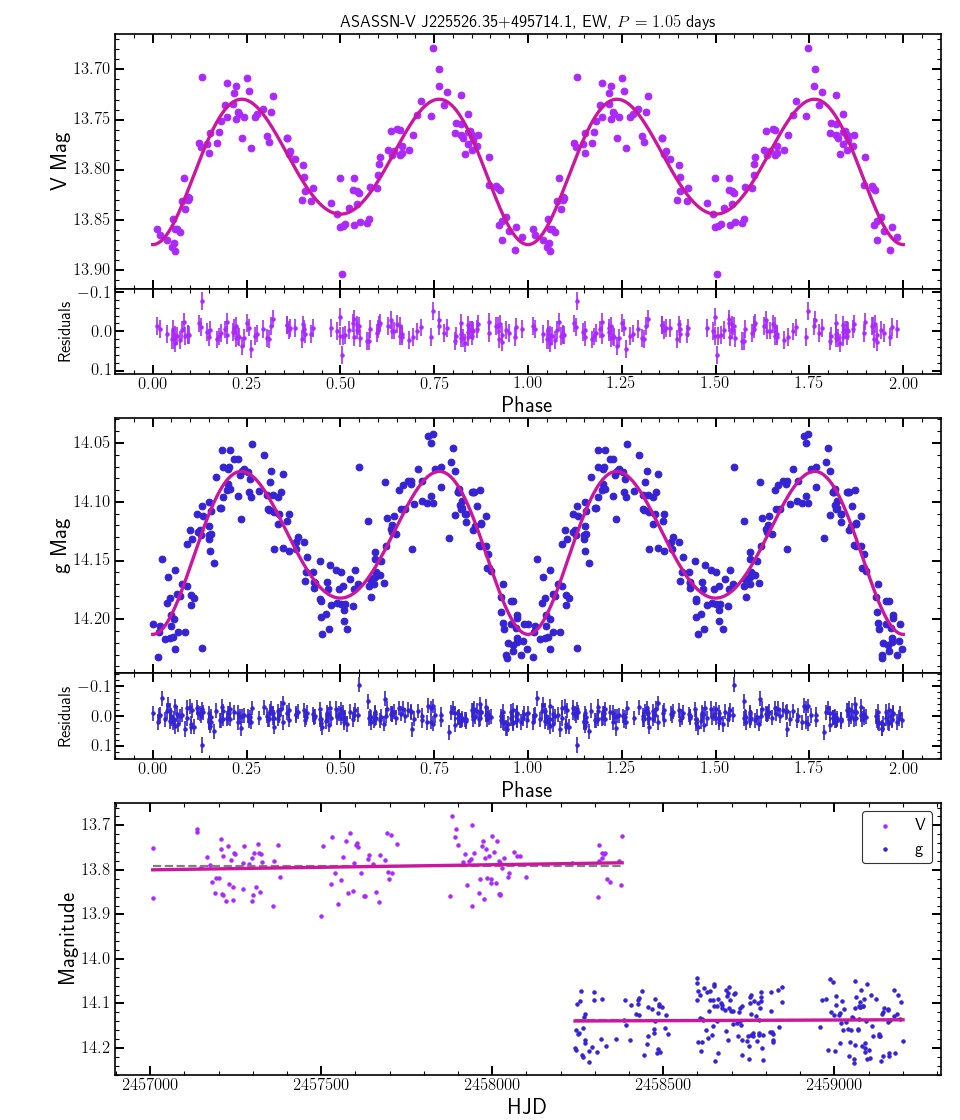 ASASSN-V J225526.35+495714.1, EW, P = 1.05 days
13.70
13.75
13.80
13.85
13.90
V Mag
−0.1
0.0
0.1
Residuals
0.00 0.25 0.50 0.75 1.00 1.25 1.50 1.75 2.00
Phase
14.05
14.10
14.15
14.20
g Mag
−0.1
0.0
0.1
Residuals
0.00 0.25 0.50 0.75 1.00 1.25 1.50 1.75 2.00
Phase
13.7
13.8
13.9
14.0
14.1
14.2
Magnitude
V
g
2457000 2457500 2458000 2458500 2459000
HJD